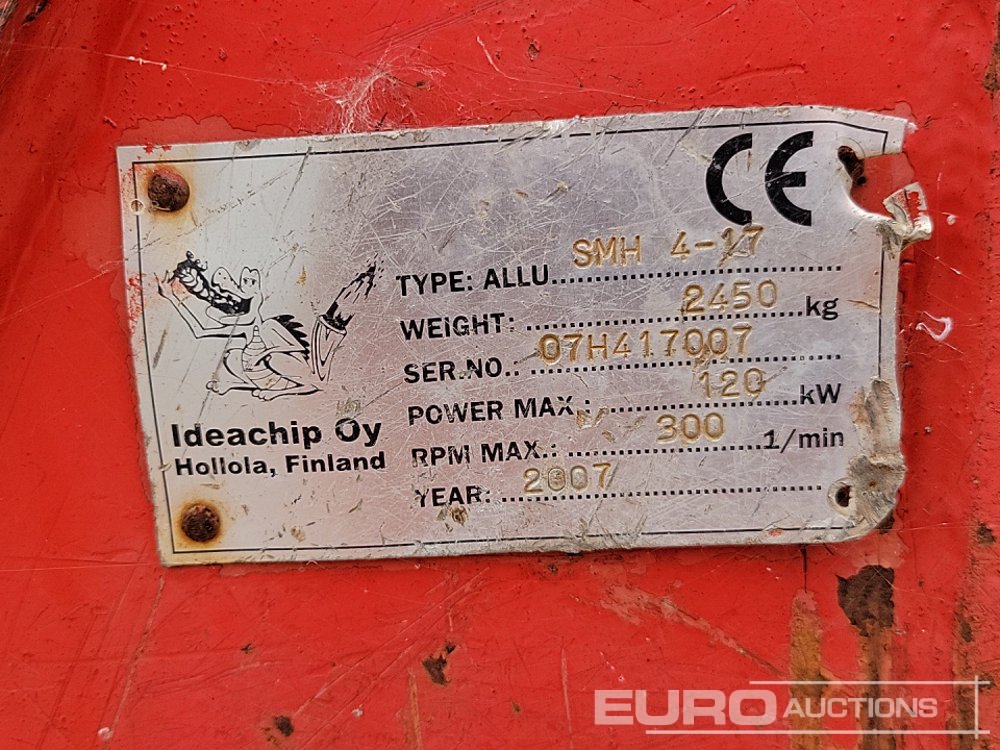 CE
TYPE: ALLU SMH 4-17
WEIGHT: 2450 kg
SER.NO.: 07H417007
POWER MAX.: 120 kW
RPM MAX.: 300 1/min
YEAR: 2007
Ideachip Oy
Hollola, Finland
EURO AUCTIONS